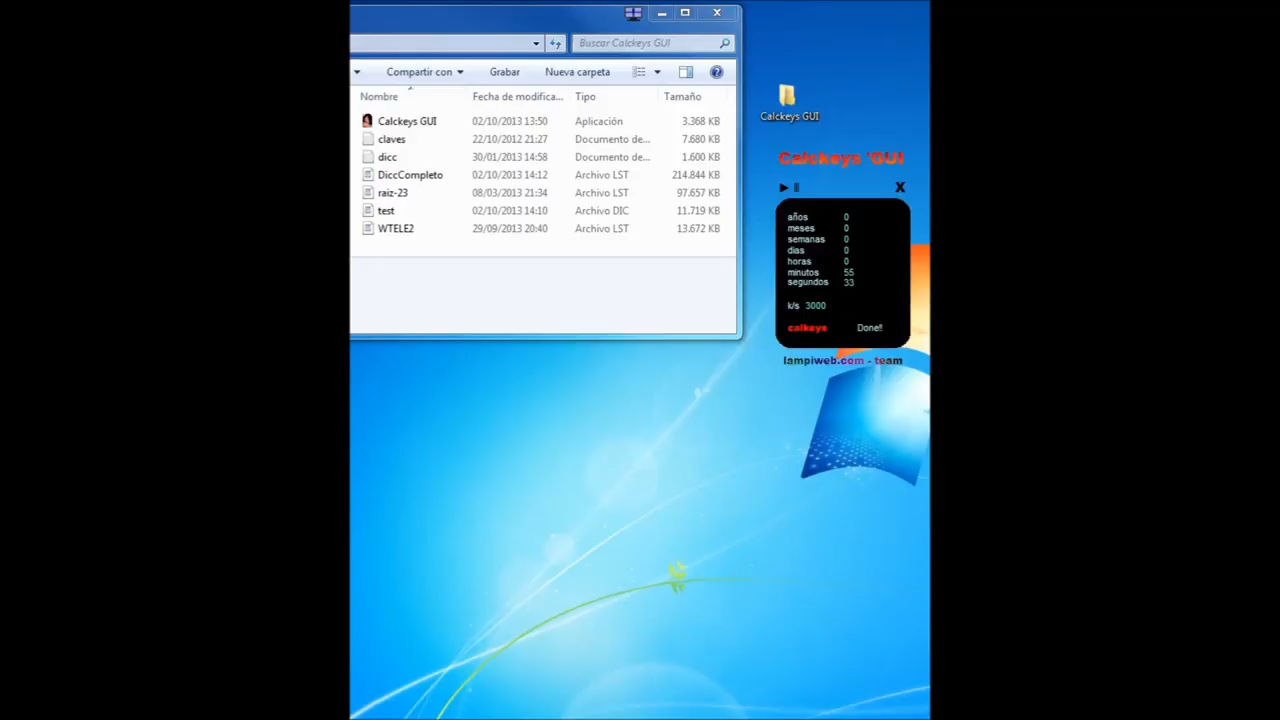 Buscar Calckeys GUI
Compartir con Grabar Nueva carpeta
Nombre Fecha de modifica... Tipo Tamaño
Calckeys GUI 02/10/2013 13:50 Aplicación 3.368 KB
claves 22/10/2012 21:27 Documento de... 7.680 KB
dicc 30/01/2013 14:58 Documento de... 1.600 KB
DiccCompleto 02/10/2013 14:12 Archivo LST 214.844 KB
raiz-23 08/03/2013 21:34 Archivo LST 97.657 KB
test 02/10/2013 14:10 Archivo DIC 11.719 KB
WTELE2 29/09/2013 20:40 Archivo LST 13.672 KB
Calckeys GUI
Calckeys 'GUI
X
años 0
meses 0
semanas 0
dias 0
horas 0
minutos 55
segundos 33
k/s 3000
calkeys Done!!
lampiweb.com - team